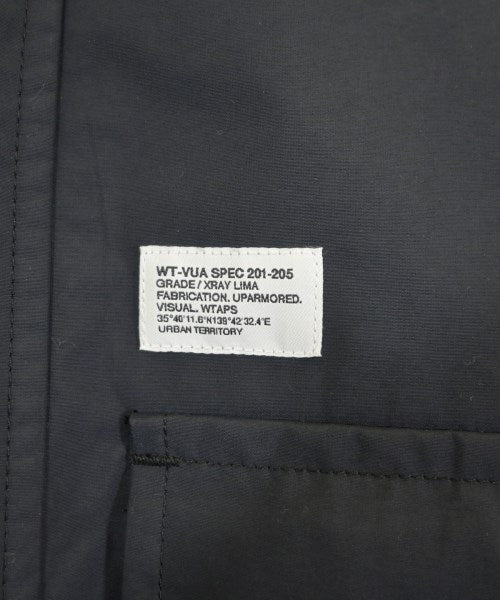 WT-VUA SPEC 201-205
GRADE / XRAY LIMA
FABRICATION. UPARMORED.
VISUAL. WTAPS
35°40'11.6"N139°42'32.4"E
URBAN TERRITORY